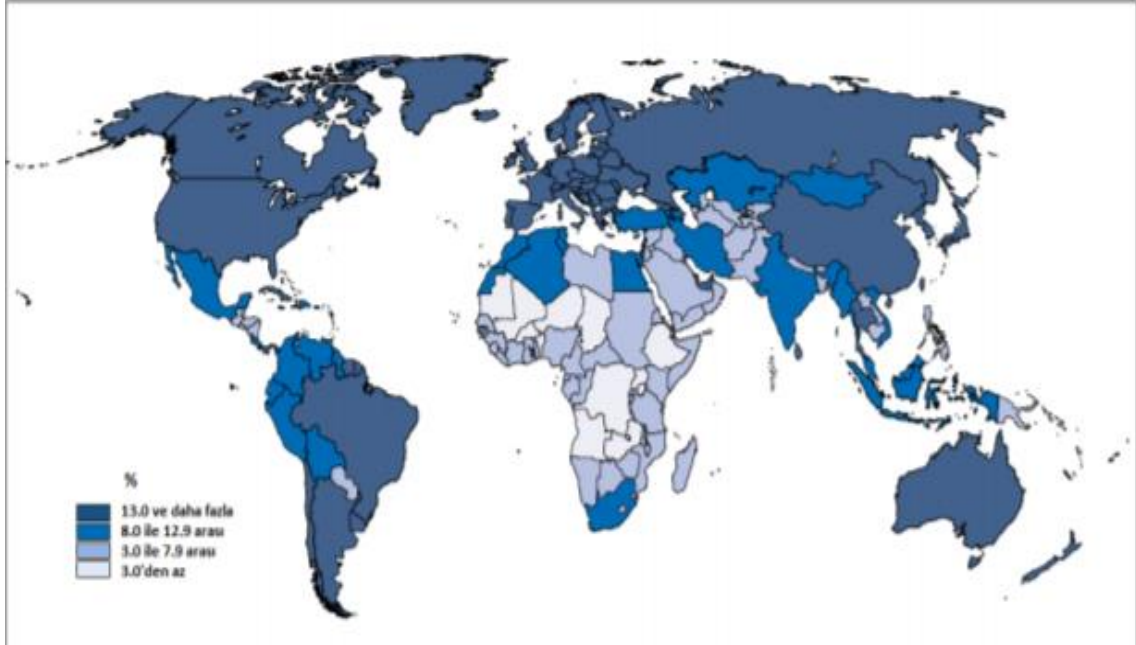 %
13.0 ve daha fazla
8.0 ile 12.9 arası
3.0 ile 7.9 arası
3.0'den az